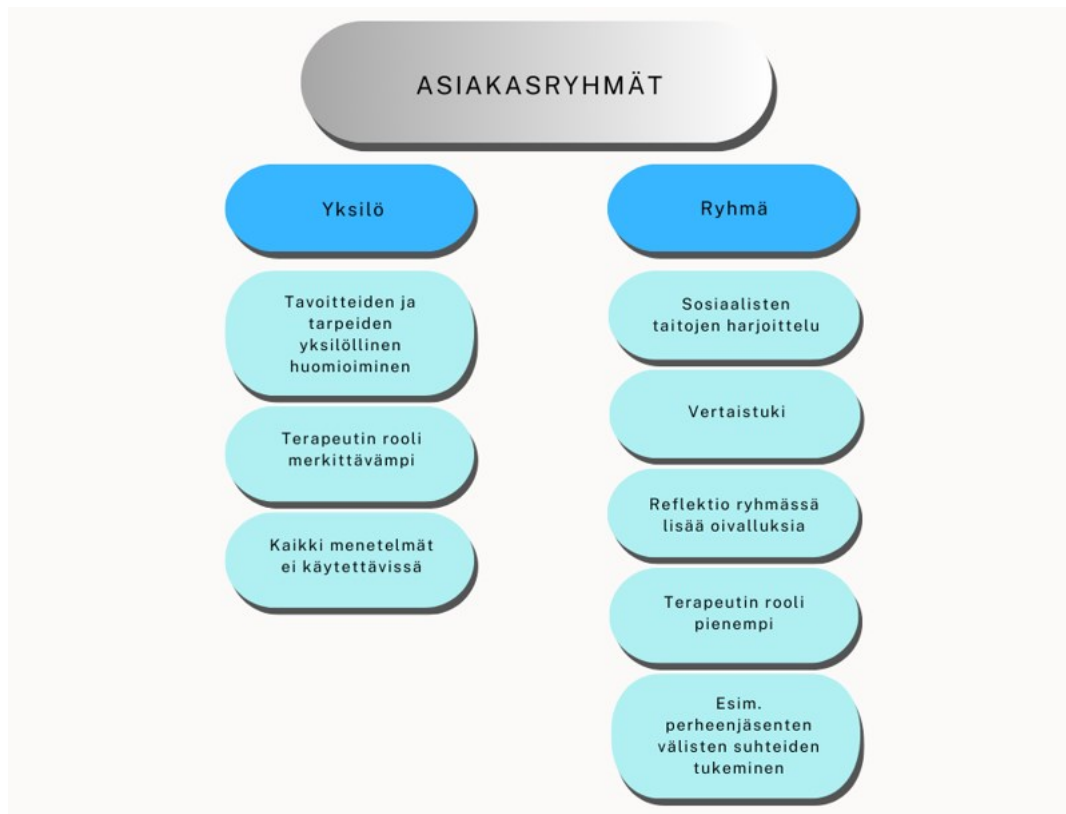 ASIAKASRYHMÄT
Yksilö
Tavoitteiden ja
tarpeiden
yksilöllinen
huomioiminen
Terapeutin rooli
merkittävämpi
Kaikki menetelmät
ei käytettävissä
Ryhmä
Sosiaalisten
taitojen harjoittelu
Vertaistuki
Reflektio ryhmässä
lisää oivalluksia
Terapeutin rooli
pienempi
Esim.
perheenjäsenten
välisten suhteiden
tukeminen